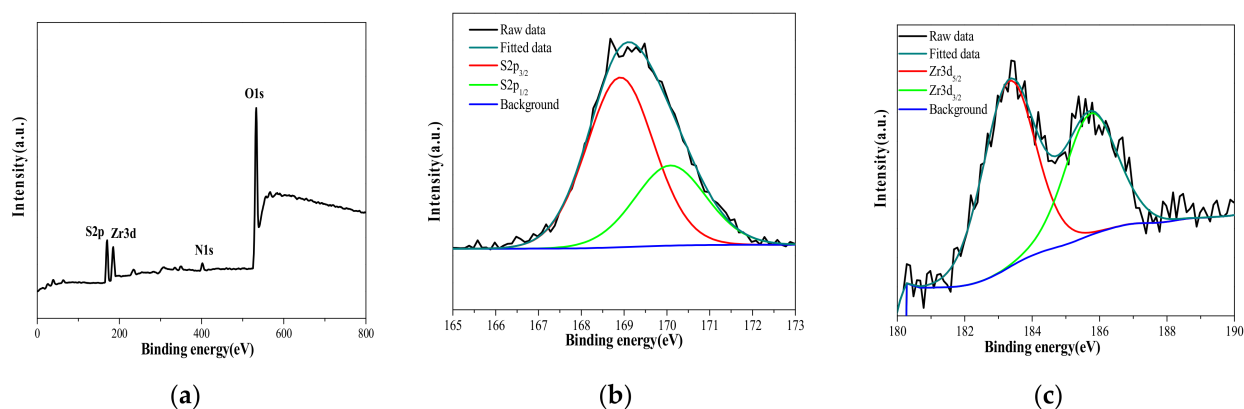 Intensity(a.u.)
O1s
S2p
Zr3d
N1s
0
200
400
600
800
Binding energy(eV)
(a)
Intensity(a.u.)
Raw data
Fitted data
S2p3/2
S2p1/2
Background
165
166
167
168
169
170
171
172
173
Binding energy(eV)
(b)
Intensity(a.u.)
Raw data
Fitted data
Zr3d5/2
Zr3d3/2
Background
180
182
184
186
188
190
Binding energy(eV)
(c)